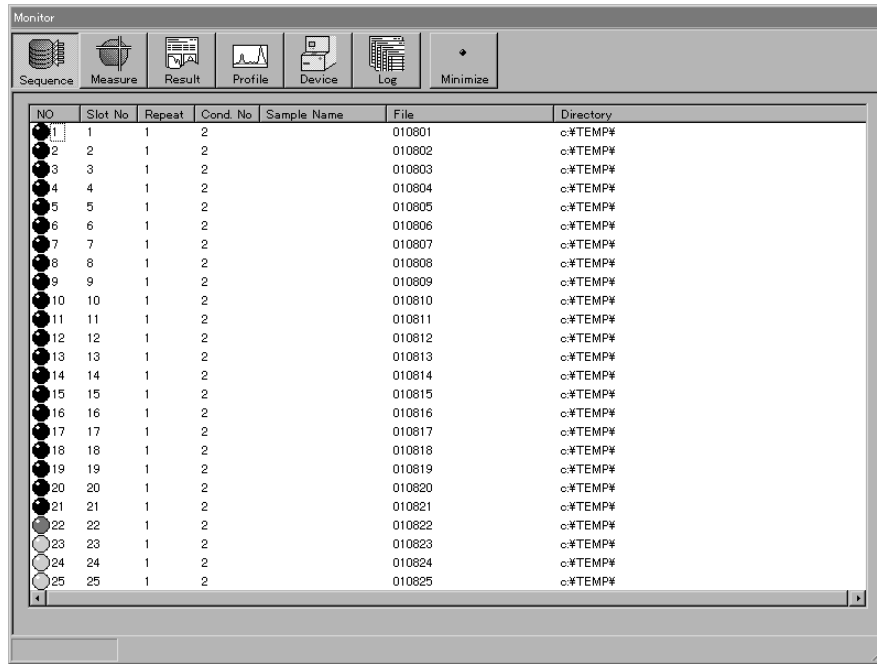 Monitor
Sequence Measure Result Profile Device Log Minimize
NO Slot No Repeat Cond. No Sample Name File Directory
1 1 1 2 010801 c:¥TEMP¥
2 2 1 2 010802 c:¥TEMP¥
3 3 1 2 010803 c:¥TEMP¥
4 4 1 2 010804 c:¥TEMP¥
5 5 1 2 010805 c:¥TEMP¥
6 6 1 2 010806 c:¥TEMP¥
7 7 1 2 010807 c:¥TEMP¥
8 8 1 2 010808 c:¥TEMP¥
9 9 1 2 010809 c:¥TEMP¥
10 10 1 2 010810 c:¥TEMP¥
11 11 1 2 010811 c:¥TEMP¥
12 12 1 2 010812 c:¥TEMP¥
13 13 1 2 010813 c:¥TEMP¥
14 14 1 2 010814 c:¥TEMP¥
15 15 1 2 010815 c:¥TEMP¥
16 16 1 2 010816 c:¥TEMP¥
17 17 1 2 010817 c:¥TEMP¥
18 18 1 2 010818 c:¥TEMP¥
19 19 1 2 010819 c:¥TEMP¥
20 20 1 2 010820 c:¥TEMP¥
21 21 1 2 010821 c:¥TEMP¥
22 22 1 2 010822 c:¥TEMP¥
23 23 1 2 010823 c:¥TEMP¥
24 24 1 2 010824 c:¥TEMP¥
25 25 1 2 010825 c:¥TEMP¥